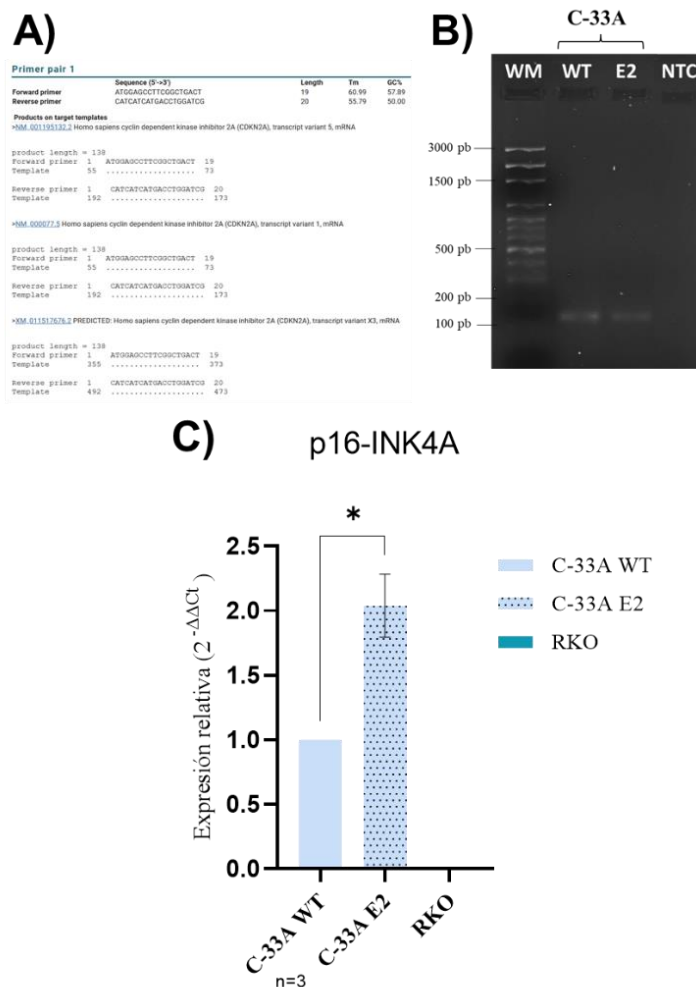 A)
Primer pair 1
Sequence (5'->3') Length Tm GC%
Forward primer ATGGAGCCTTCGGCTGACT 19 60.99 57.89
Reverse primer CATCATCATGACCTGGATCG 20 55.79 50.00
Products on target templates
>NM_001195132.2 Homo sapiens cyclin dependent kinase inhibitor 2A (CDKN2A), transcript variant 5, mRNA
product length = 138
Forward primer 1 ATGGAGCCTTCGGCTGACT 19
Template 55 ................... 73
Reverse primer 1 CATCATCATGACCTGGATCG 20
Template 192 .................... 173
>NM_000077.5 Homo sapiens cyclin dependent kinase inhibitor 2A (CDKN2A), transcript variant 1, mRNA
product length = 138
Forward primer 1 ATGGAGCCTTCGGCTGACT 19
Template 55 ................... 73
Reverse primer 1 CATCATCATGACCTGGATCG 20
Template 192 .................... 173
>XM_011517676.2 PREDICTED: Homo sapiens cyclin dependent kinase inhibitor 2A (CDKN2A), transcript variant X3, mRNA
product length = 138
Forward primer 1 ATGGAGCCTTCGGCTGACT 19
Template 355 ................... 373
Reverse primer 1 CATCATCATGACCTGGATCG 20
Template 492 .................... 473
B)
C-33A
WM WT E2 NTC
3000 pb
1500 pb
500 pb
200 pb
100 pb
C)
p16-INK4A
*
Expresión relativa (2^-ΔΔCt)
2.5
2.0
1.5
1.0
0.5
0.0
C-33A WT
C-33A E2
RKO
n=3
C-33A WT
C-33A E2
RKO